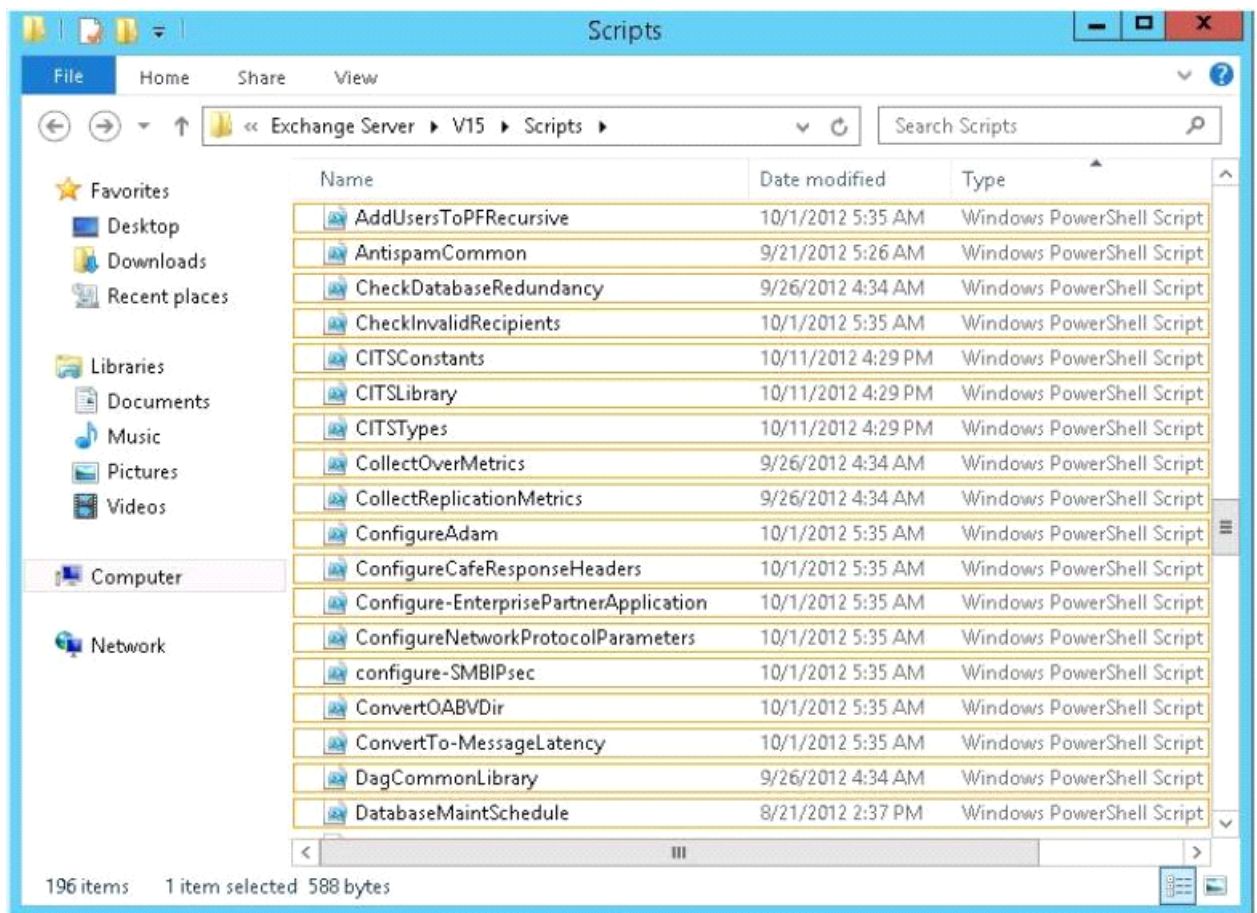 Scripts
File Home Share View
« Exchange Server ▸ V15 ▸ Scripts ▸ Search Scripts
Favorites
Desktop
Downloads
Recent places
Libraries
Documents
Music
Pictures
Videos
Computer
Network
Name Date modified Type
AddUsersToPFRecursive 10/1/2012 5:35 AM Windows PowerShell Script
AntispamCommon 9/21/2012 5:26 AM Windows PowerShell Script
CheckDatabaseRedundancy 9/26/2012 4:34 AM Windows PowerShell Script
CheckInvalidRecipients 10/1/2012 5:35 AM Windows PowerShell Script
CITSConstants 10/11/2012 4:29 PM Windows PowerShell Script
CITSLibrary 10/11/2012 4:29 PM Windows PowerShell Script
CITSTypes 10/11/2012 4:29 PM Windows PowerShell Script
CollectOverMetrics 9/26/2012 4:34 AM Windows PowerShell Script
CollectReplicationMetrics 9/26/2012 4:34 AM Windows PowerShell Script
ConfigureAdam 10/1/2012 5:35 AM Windows PowerShell Script
ConfigureCafeResponseHeaders 10/1/2012 5:35 AM Windows PowerShell Script
Configure-EnterprisePartnerApplication 10/1/2012 5:35 AM Windows PowerShell Script
ConfigureNetworkProtocolParameters 10/1/2012 5:35 AM Windows PowerShell Script
configure-SMBIPsec 10/1/2012 5:35 AM Windows PowerShell Script
ConvertOABVDir 10/1/2012 5:35 AM Windows PowerShell Script
ConvertTo-MessageLatency 10/1/2012 5:35 AM Windows PowerShell Script
DagCommonLibrary 9/26/2012 4:34 AM Windows PowerShell Script
DatabaseMaintSchedule 8/21/2012 2:37 PM Windows PowerShell Script
196 items 1 item selected 588 bytes